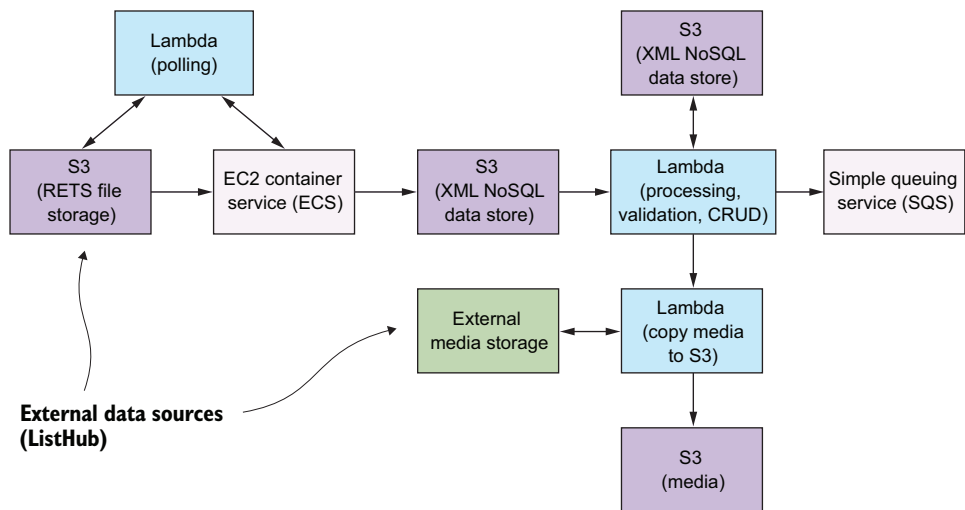 Lambda
(polling)
S3
(XML NoSQL
data store)
S3
(RETS file
storage)
EC2 container
service (ECS)
S3
(XML NoSQL
data store)
Lambda
(processing,
validation, CRUD)
Simple queuing
service (SQS)
External
media storage
Lambda
(copy media
to S3)
External data sources
(ListHub)
S3
(media)